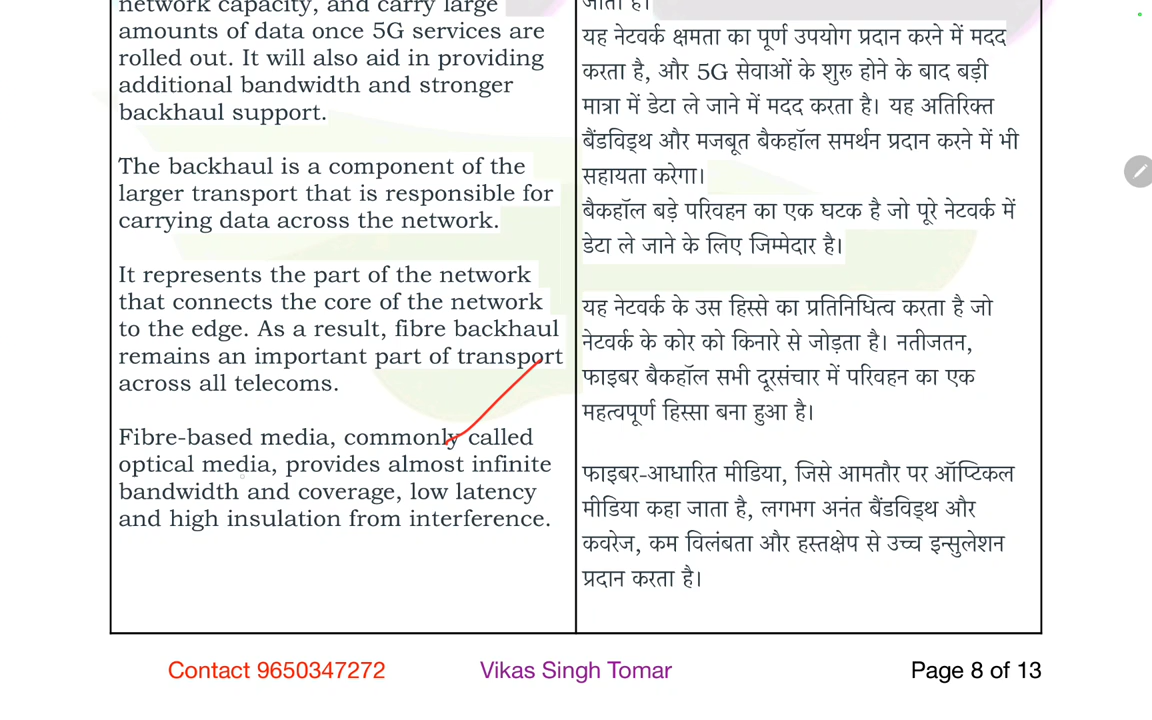 network capacity, and carry large
amounts of data once 5G services are
rolled out. It will also aid in providing
additional bandwidth and stronger
backhaul support.
The backhaul is a component of the
larger transport that is responsible for
carrying data across the network.
It represents the part of the network
that connects the core of the network
to the edge. As a result, fibre backhaul
remains an important part of transport
across all telecoms.
Fibre-based media, commonly called
optical media, provides almost infinite
bandwidth and coverage, low latency
and high insulation from interference.
जाता है।
यह नेटवर्क क्षमता का पूर्ण उपयोग प्रदान करने में मदद
करता है, और 5G सेवाओं के शुरू होने के बाद बड़ी
मात्रा में डेटा ले जाने में मदद करता है। यह अतिरिक्त
बैंडविड्थ और मजबूत बैकहॉल समर्थन प्रदान करने में भी
सहायता करेगा।
बैकहॉल बड़े परिवहन का एक घटक है जो पूरे नेटवर्क में
डेटा ले जाने के लिए जिम्मेदार है।
यह नेटवर्क के उस हिस्से का प्रतिनिधित्व करता है जो
नेटवर्क के कोर को किनारे से जोड़ता है। नतीजतन,
फाइबर बैकहॉल सभी दूरसंचार में परिवहन का एक
महत्वपूर्ण हिस्सा बना हुआ है।
फाइबर-आधारित मीडिया, जिसे आमतौर पर ऑप्टिकल
मीडिया कहा जाता है, लगभग अनंत बैंडविड्थ और
कवरेज, कम विलंबता और हस्तक्षेप से उच्च इन्सुलेशन
प्रदान करता है।
Contact 9650347272 Vikas Singh Tomar Page 8 of 13